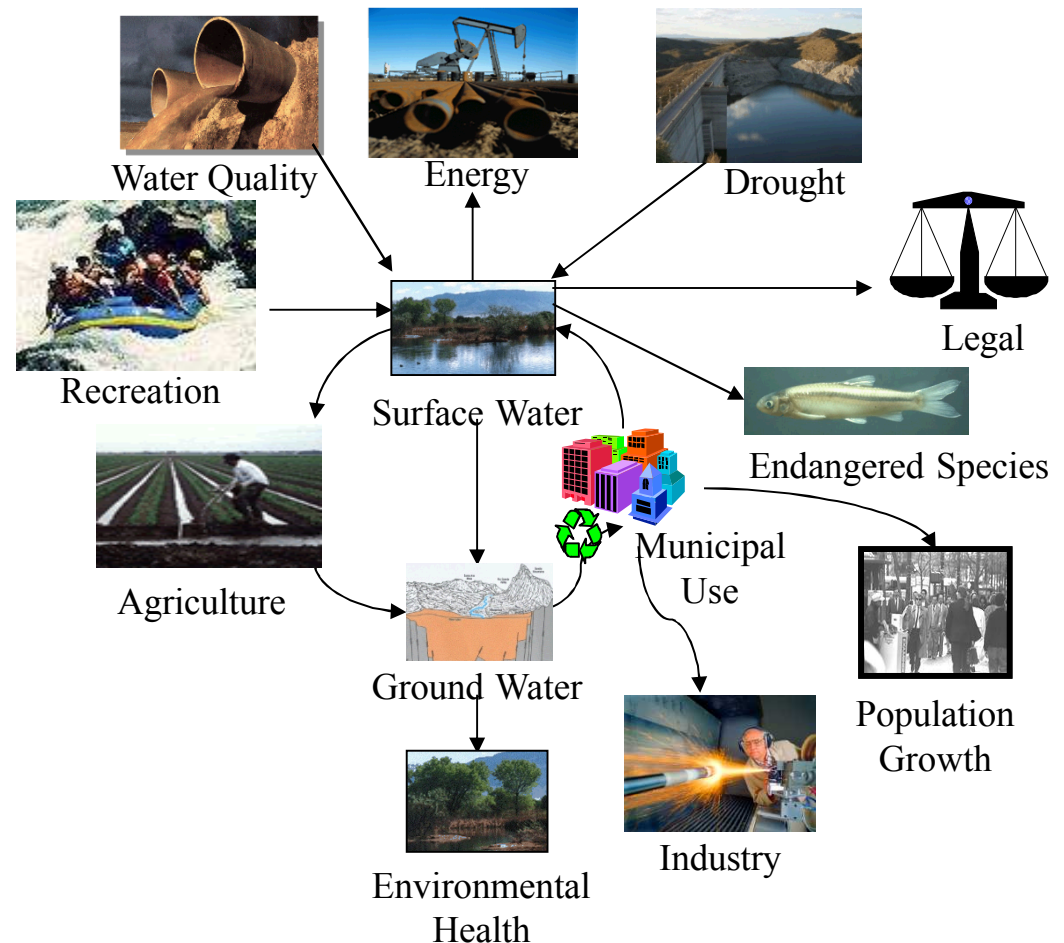 Water Quality
Energy
Drought
Recreation
Legal
Surface Water
Endangered Species
Agriculture
Municipal
Use
Ground Water
Population
Growth
Industry
Environmental
Health